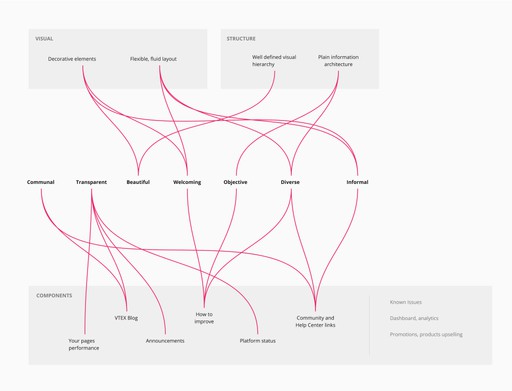 VISUAL
STRUCTURE
Decorative elements
Flexible, fluid layout
Well defined visual
hierarchy
Plain information
architecture
Communal
Transparent
Beautiful
Welcoming
Objective
Diverse
Informal
COMPONENTS
VTEX Blog
How to
improve
Community and
Help Center links
Your pages
performance
Announcements
Platform status
Known issues
Dashboard, analytics
Promotions, products upselling